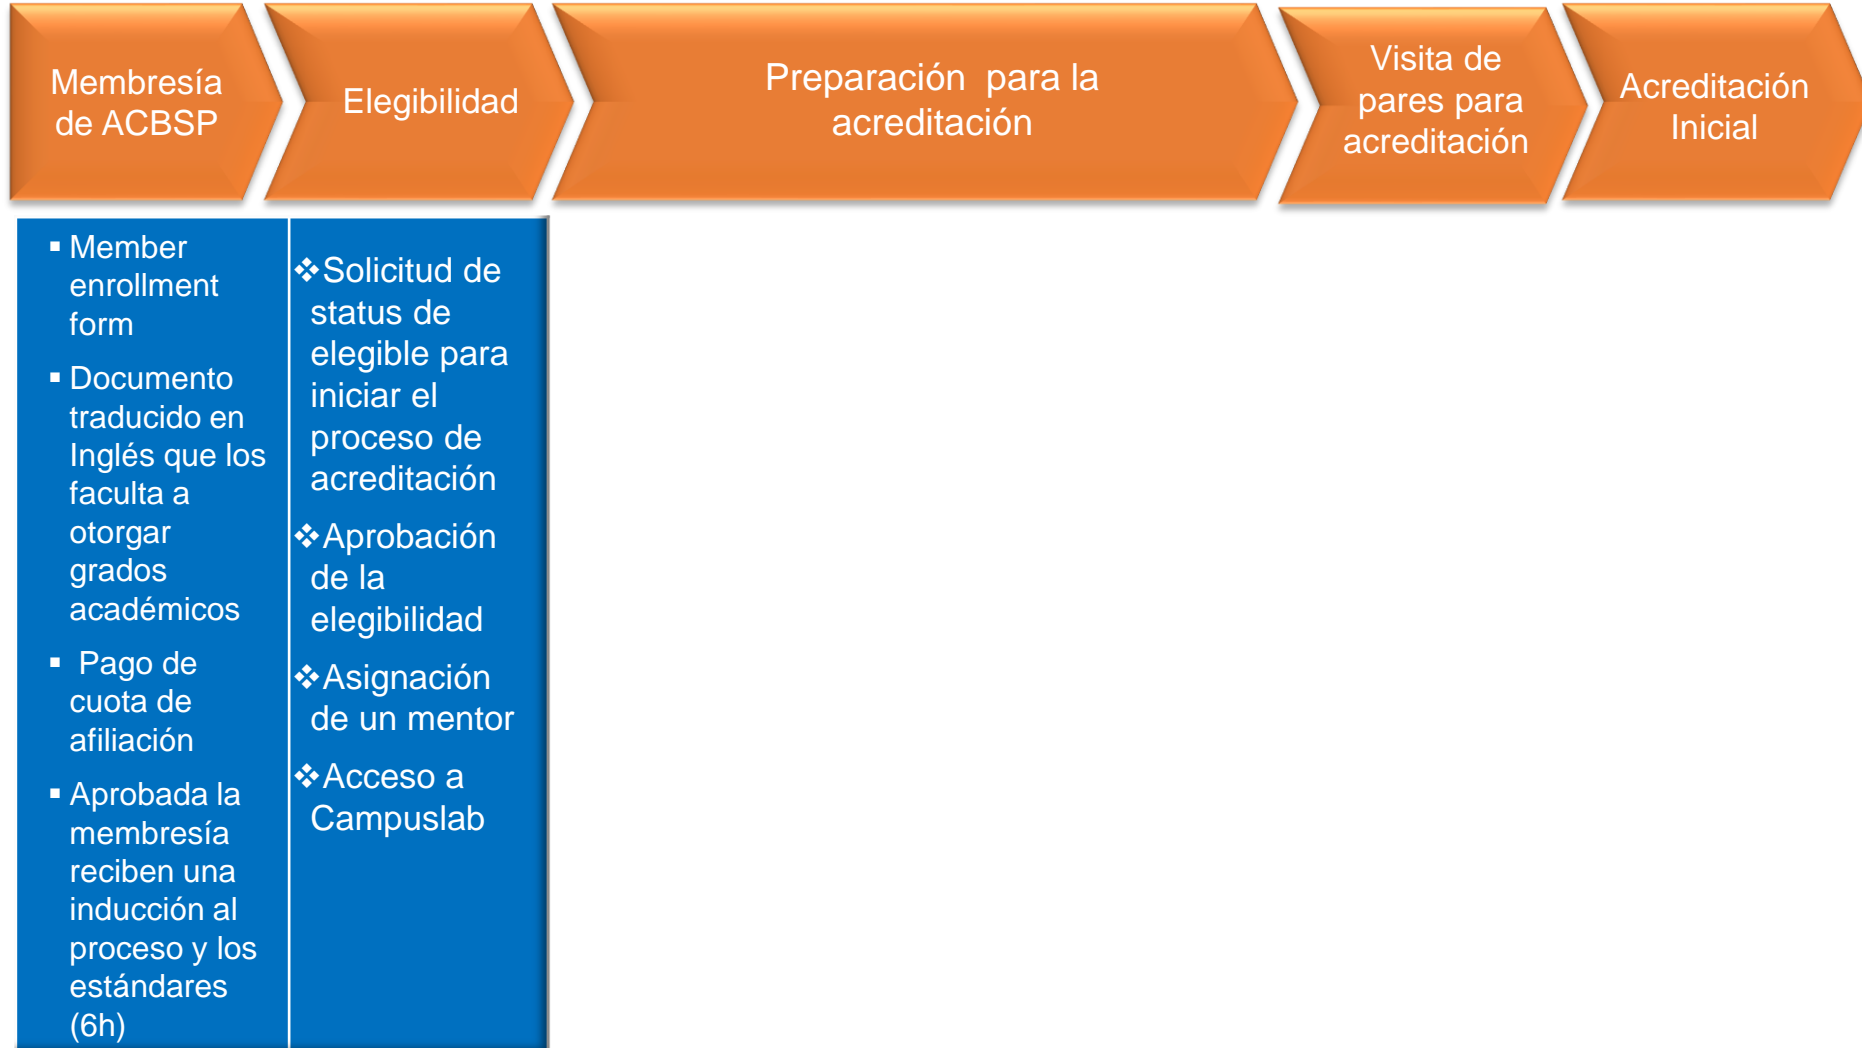 Membresía
de ACBSP
Elegibilidad
Preparación para la
acreditación
Visita de
pares para
acreditación
Acreditación
Inicial
▪ Member
enrollment
form
▪ Documento
traducido en
Inglés que los
faculta a
otorgar
grados
académicos
▪ Pago de
cuota de
afiliación
▪ Aprobada la
membresía
reciben una
inducción al
proceso y los
estándares
(6h)
❖Solicitud de
status de
elegible para
iniciar el
proceso de
acreditación
❖Aprobación
de la
elegibilidad
❖Asignación
de un mentor
❖Acceso a
Campuslab